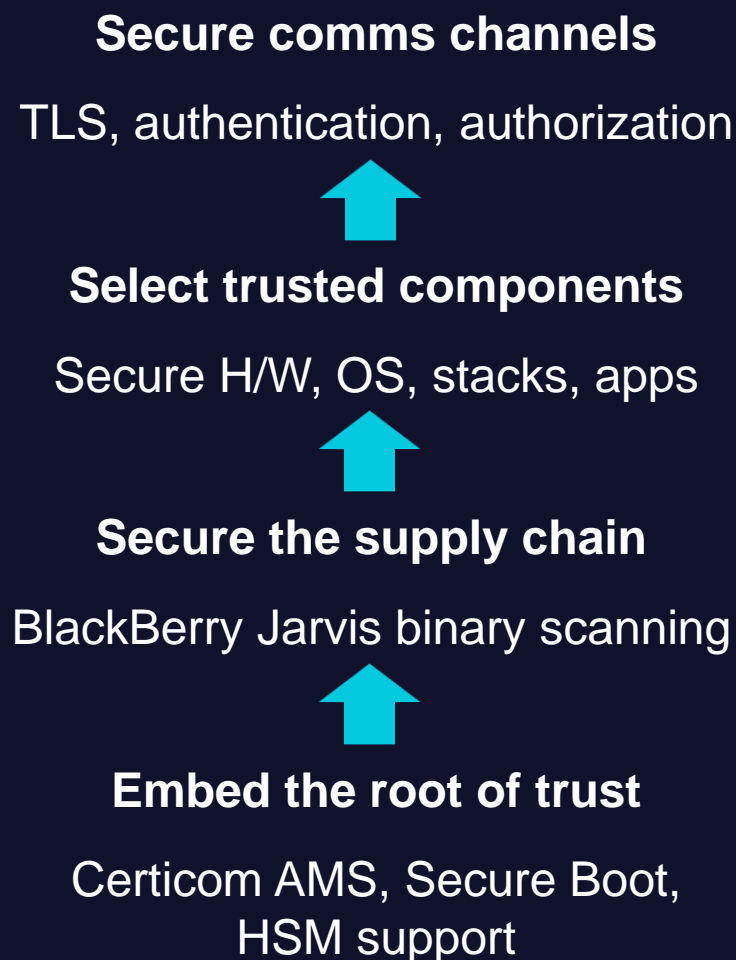 Secure comms channels
TLS, authentication, authorization
Select trusted components
Secure H/W, OS, stacks, apps
Secure the supply chain
BlackBerry Jarvis binary scanning
Embed the root of trust
Certicom AMS, Secure Boot,
HSM support